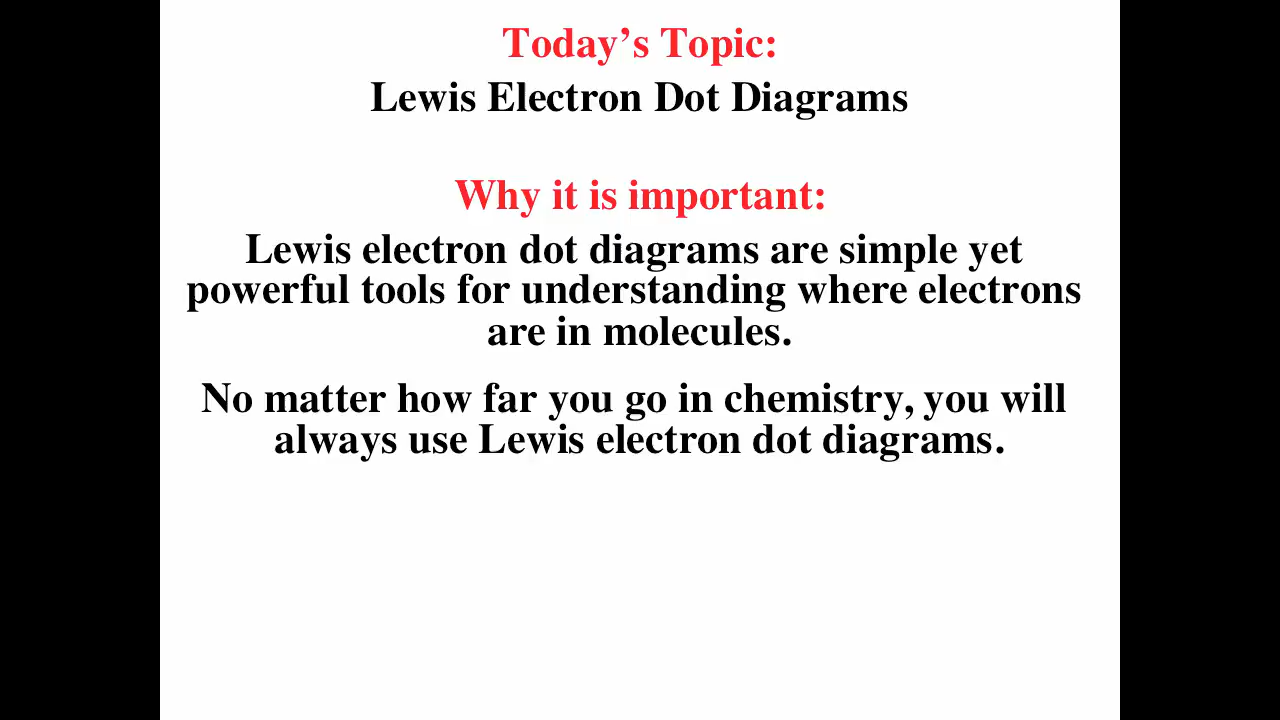 Today’s Topic:
Lewis Electron Dot Diagrams
Why it is important:
Lewis electron dot diagrams are simple yet
powerful tools for understanding where electrons
are in molecules.
No matter how far you go in chemistry, you will
always use Lewis electron dot diagrams.